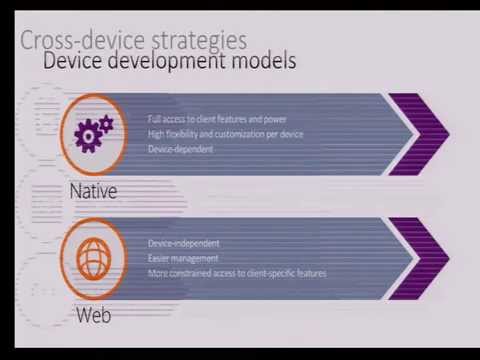 Cross-device strategies
Device development models
Full access to client features and power
High flexibility and customization per device
Device-dependent
Native
Device-independent
Easier management
More constrained access to client-specific features
Web